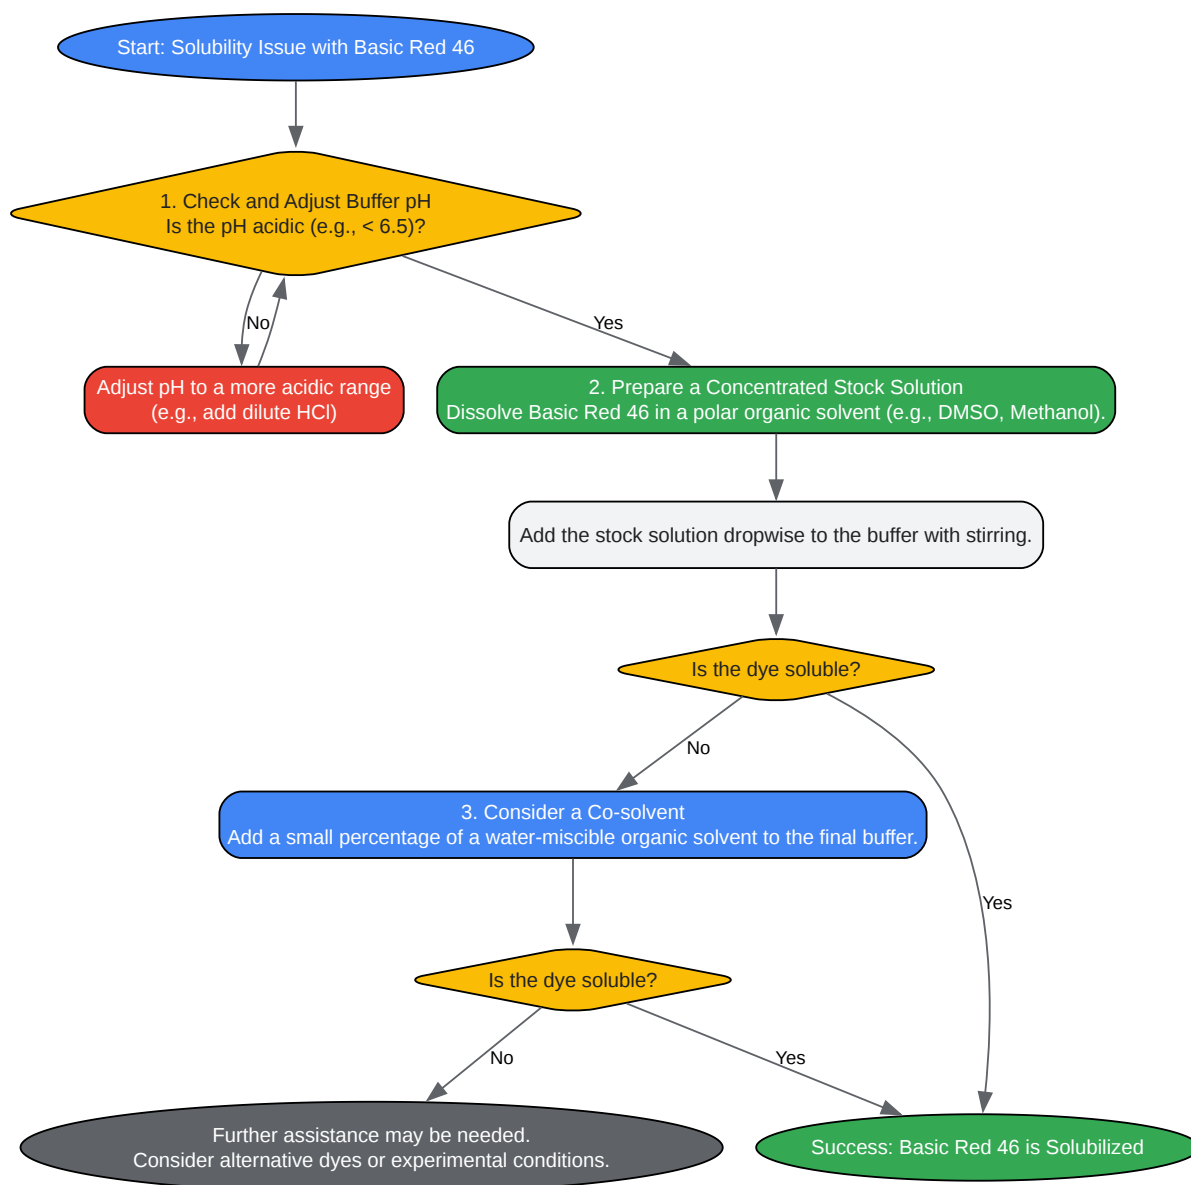 Start: Solubility Issue with Basic Red 46
1. Check and Adjust Buffer pH
Is the pH acidic (e.g., < 6.5)?
No
Yes
Adjust pH to a more acidic range
(e.g., add dilute HCl)
2. Prepare a Concentrated Stock Solution
Dissolve Basic Red 46 in a polar organic solvent (e.g., DMSO, Methanol).
Add the stock solution dropwise to the buffer with stirring.
Is the dye soluble?
No
3. Consider a Co-solvent
Add a small percentage of a water-miscible organic solvent to the final buffer.
Yes
Is the dye soluble?
No
Yes
Further assistance may be needed.
Consider alternative dyes or experimental conditions.
Success: Basic Red 46 is Solubilized